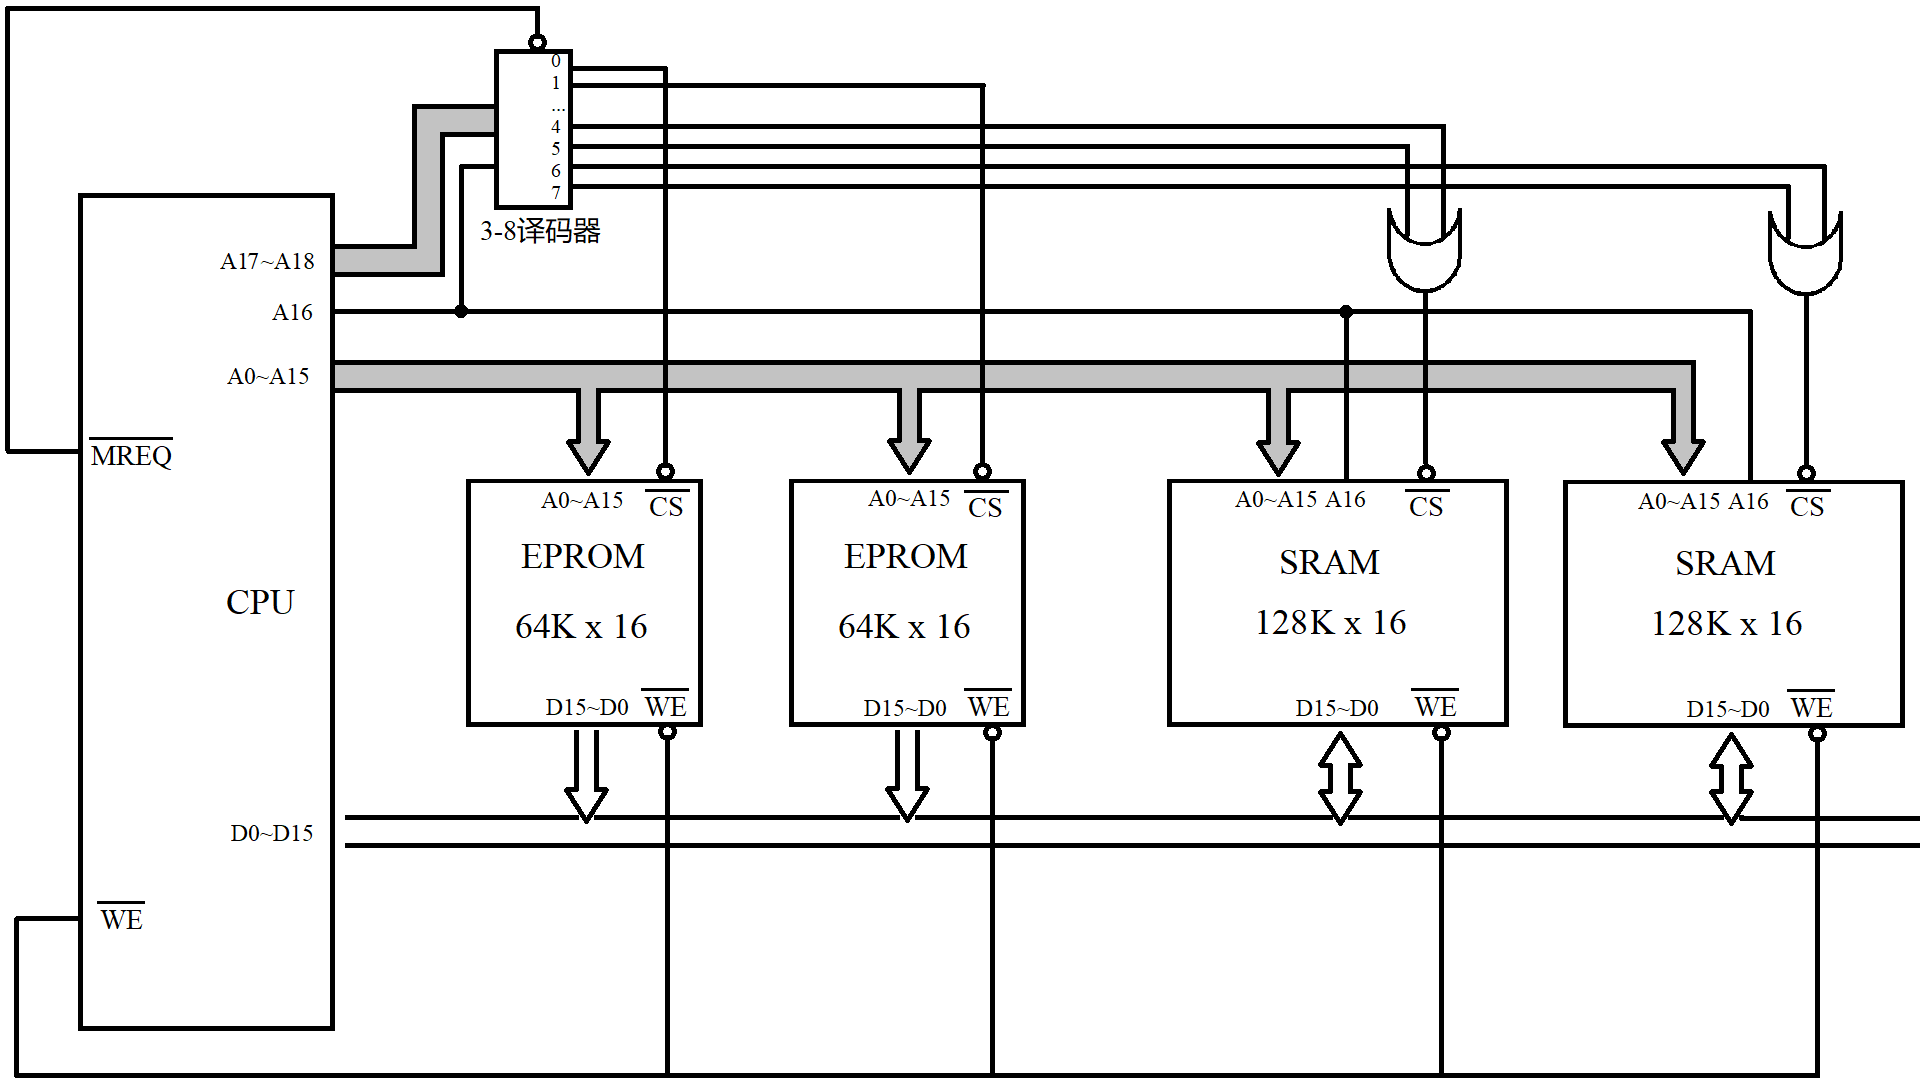 0
1
...
4
5
6
7
3-8译码器
A17~A18
A16
A0~A15
MREQ
CPU
D0~D15
WE
A0~A15 CS
EPROM
64K x 16
D15~D0 WE
A0~A15 CS
EPROM
64K x 16
D15~D0 WE
A0~A15 A16 CS
SRAM
128K x 16
D15~D0 WE
A0~A15 A16 CS
SRAM
128K x 16
D15~D0 WE